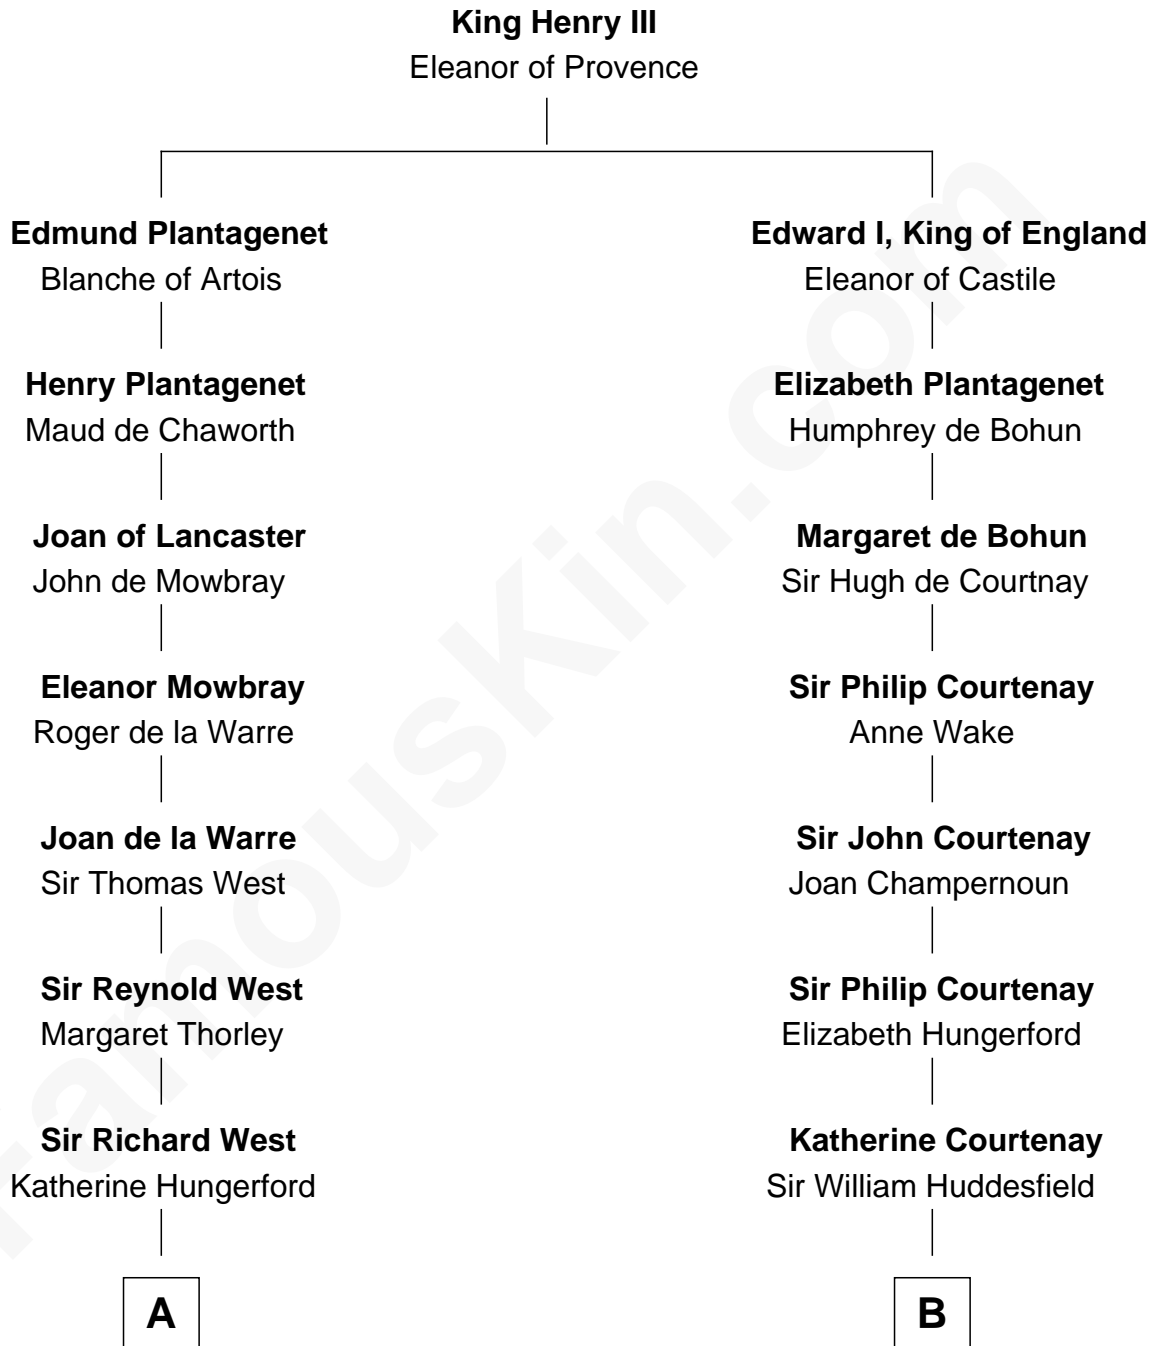 King Henry III
Eleanor of Provence
Edmund Plantagenet
Blanche of Artois
Edward I, King of England
Eleanor of Castile
Henry Plantagenet
Maud de Chaworth
Elizabeth Plantagenet
Humphrey de Bohun
Joan of Lancaster
John de Mowbray
Margaret de Bohun
Sir Hugh de Courtnay
Eleanor Mowbray
Roger de la Warre
Sir Philip Courtenay
Anne Wake
Joan de la Warre
Sir Thomas West
Sir John Courtenay
Joan Champernoun
Sir Reynold West
Margaret Thorley
Sir Philip Courtenay
Elizabeth Hungerford
Sir Richard West
Katherine Hungerford
Katherine Courtenay
Sir William Huddesfield
A
B
FamousKin.com